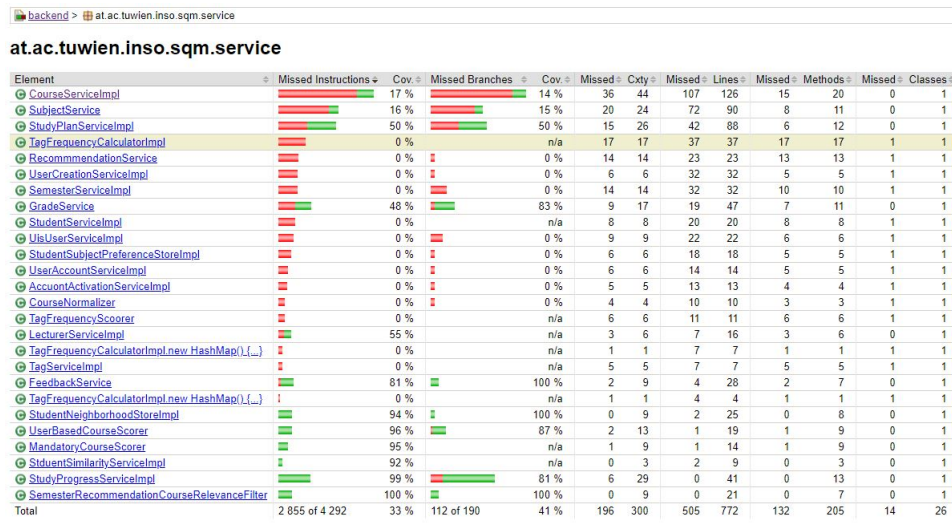 backend > at.ac.tuwien.inso.sqm.service
at.ac.tuwien.inso.sqm.service
Element Missed Instructions Cov. Missed Branches Cov. Missed Cxty Missed Lines Missed Methods Missed Classes
CourseServiceImpl 17 % 14 % 36 44 107 126 15 20 0 1
SubjectService 16 % 15 % 20 24 72 90 8 11 0 1
StudyPlanServiceImpl 50 % 50 % 15 26 42 88 6 12 0 1
TagFrequencyCalculatorImpl 0 % n/a 17 17 37 37 17 17 1 1
RecommmendationService 0 % 0 % 14 14 23 23 13 13 1 1
UserCreationServiceImpl 0 % 0 % 6 6 32 32 5 5 1 1
SemesterServiceImpl 0 % 0 % 14 14 32 32 10 10 1 1
GradeService 48 % 83 % 9 17 19 47 7 11 0 1
StudentServiceImpl 0 % n/a 8 8 20 20 8 8 1 1
UisUserServiceImpl 0 % 0 % 9 9 22 22 6 6 1 1
StudentSubjectPreferenceStoreImpl 0 % 0 % 6 6 18 18 5 5 1 1
UserAccountServiceImpl 0 % 0 % 6 6 14 14 5 5 1 1
AccuontActivationServiceImpl 0 % 0 % 5 5 13 13 4 4 1 1
CourseNormalizer 0 % 0 % 4 4 10 10 3 3 1 1
TagFrequencyScoorer 0 % n/a 6 6 11 11 6 6 1 1
LecturerServiceImpl 55 % n/a 3 6 7 16 3 6 0 1
TagFrequencyCalculatorImpl.new HashMap() {...} 0 % n/a 1 1 7 7 1 1 1 1
TagServiceImpl 0 % n/a 5 5 7 7 5 5 1 1
FeedbackService 81 % 100 % 2 9 4 28 2 7 0 1
TagFrequencyCalculatorImpl.new HashMap() {...} 0 % n/a 1 1 4 4 1 1 1 1
StudentNeighborhoodStoreImpl 94 % 100 % 0 9 2 25 0 8 0 1
UserBasedCourseScorer 96 % 87 % 2 13 1 19 1 9 0 1
MandatoryCourseScorer 95 % n/a 1 9 1 14 1 9 0 1
StduentSimilarityServiceImpl 92 % n/a 0 3 2 9 0 3 0 1
StudyProgressServiceImpl 99 % 81 % 6 29 0 41 0 13 0 1
SemesterRecommendationCourseRelevanceFilter 100 % 100 % 0 9 0 21 0 7 0 1
Total 2 855 of 4 292 33 % 112 of 190 41 % 196 300 505 772 132 205 14 26